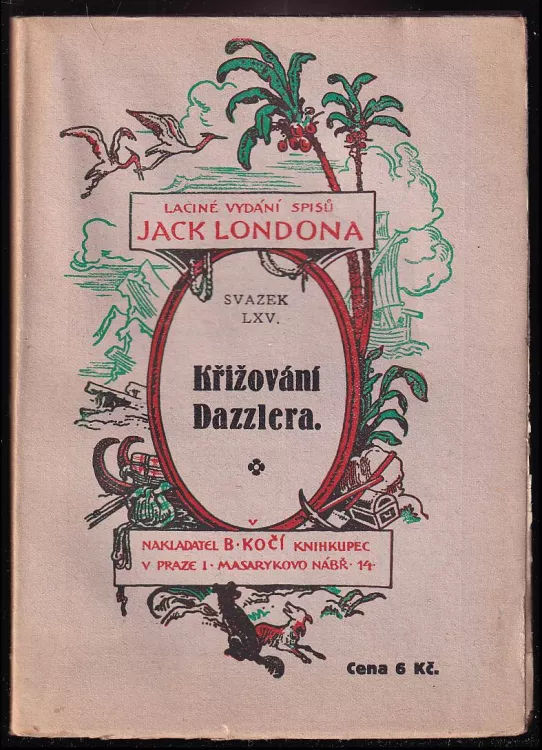 LACINÉ VYDÁNÍ SPISŮ
JACK LONDONA
SVAZEK
LXV.
Křižování
Dazzlera.
NAKLADATEL B. KOČÍ KNIHKUPEC
V PRAZE I. MASARYKOVO NÁBŘ. 14.
Cena 6 Kč.